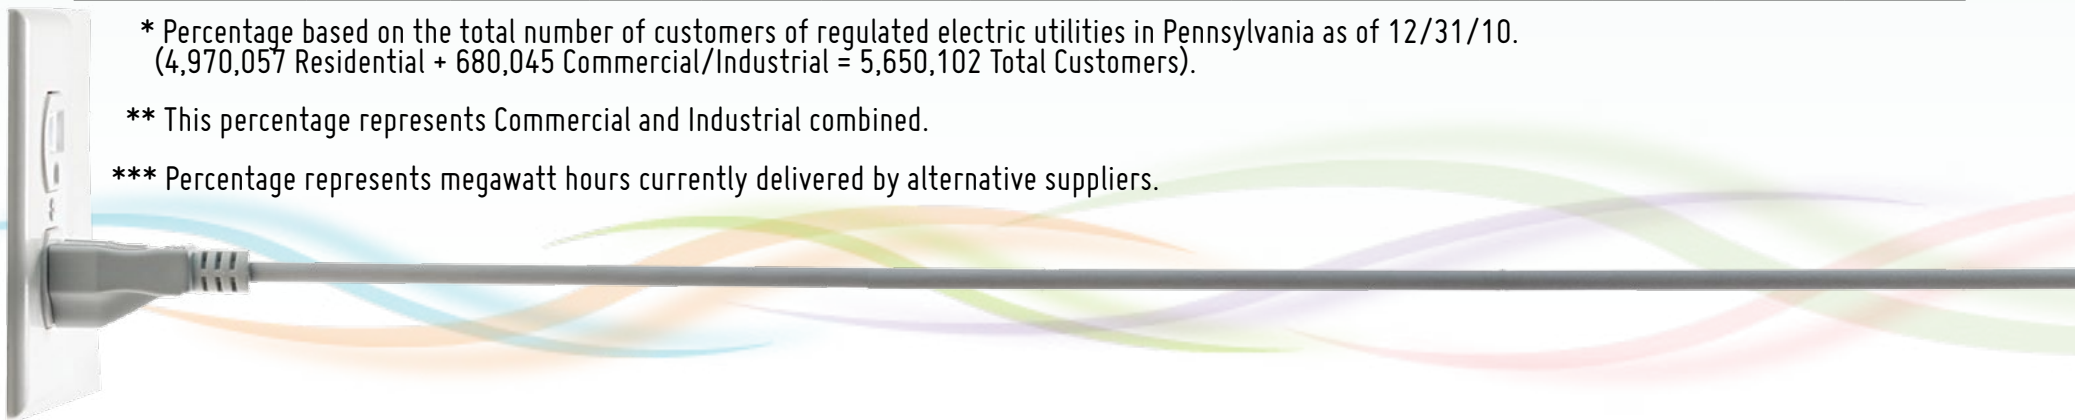 * Percentage based on the total number of customers of regulated electric utilities in Pennsylvania as of 12/31/10.
(4,970,057 Residential + 680,045 Commercial/Industrial = 5,650,102 Total Customers).
** This percentage represents Commercial and Industrial combined.
*** Percentage represents megawatt hours currently delivered by alternative suppliers.